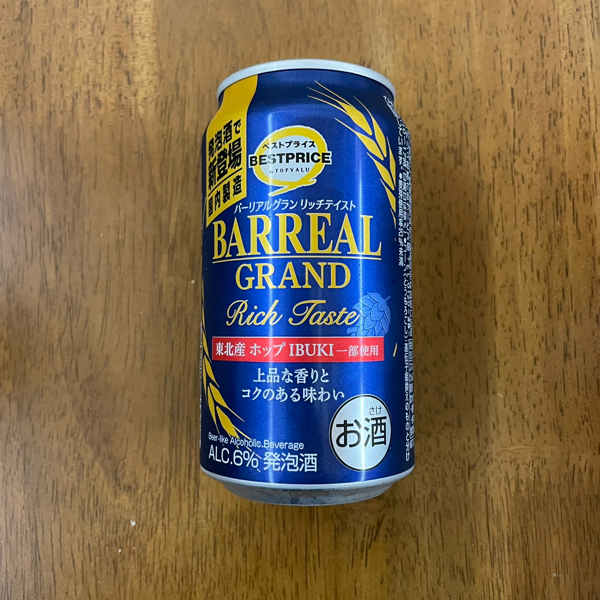 発泡酒で
新登場
国内製造
ベストプライス
BESTPRICE
by TOPVALU
バーリアルグラン リッチテイスト
BARREAL
GRAND
Rich Taste
東北産 ホップ IBUKI 一部使用
上品な香りと
コクのある味わい
さけ
お酒
Beer-like Alcoholic Beverage
ALC.6% 発泡酒